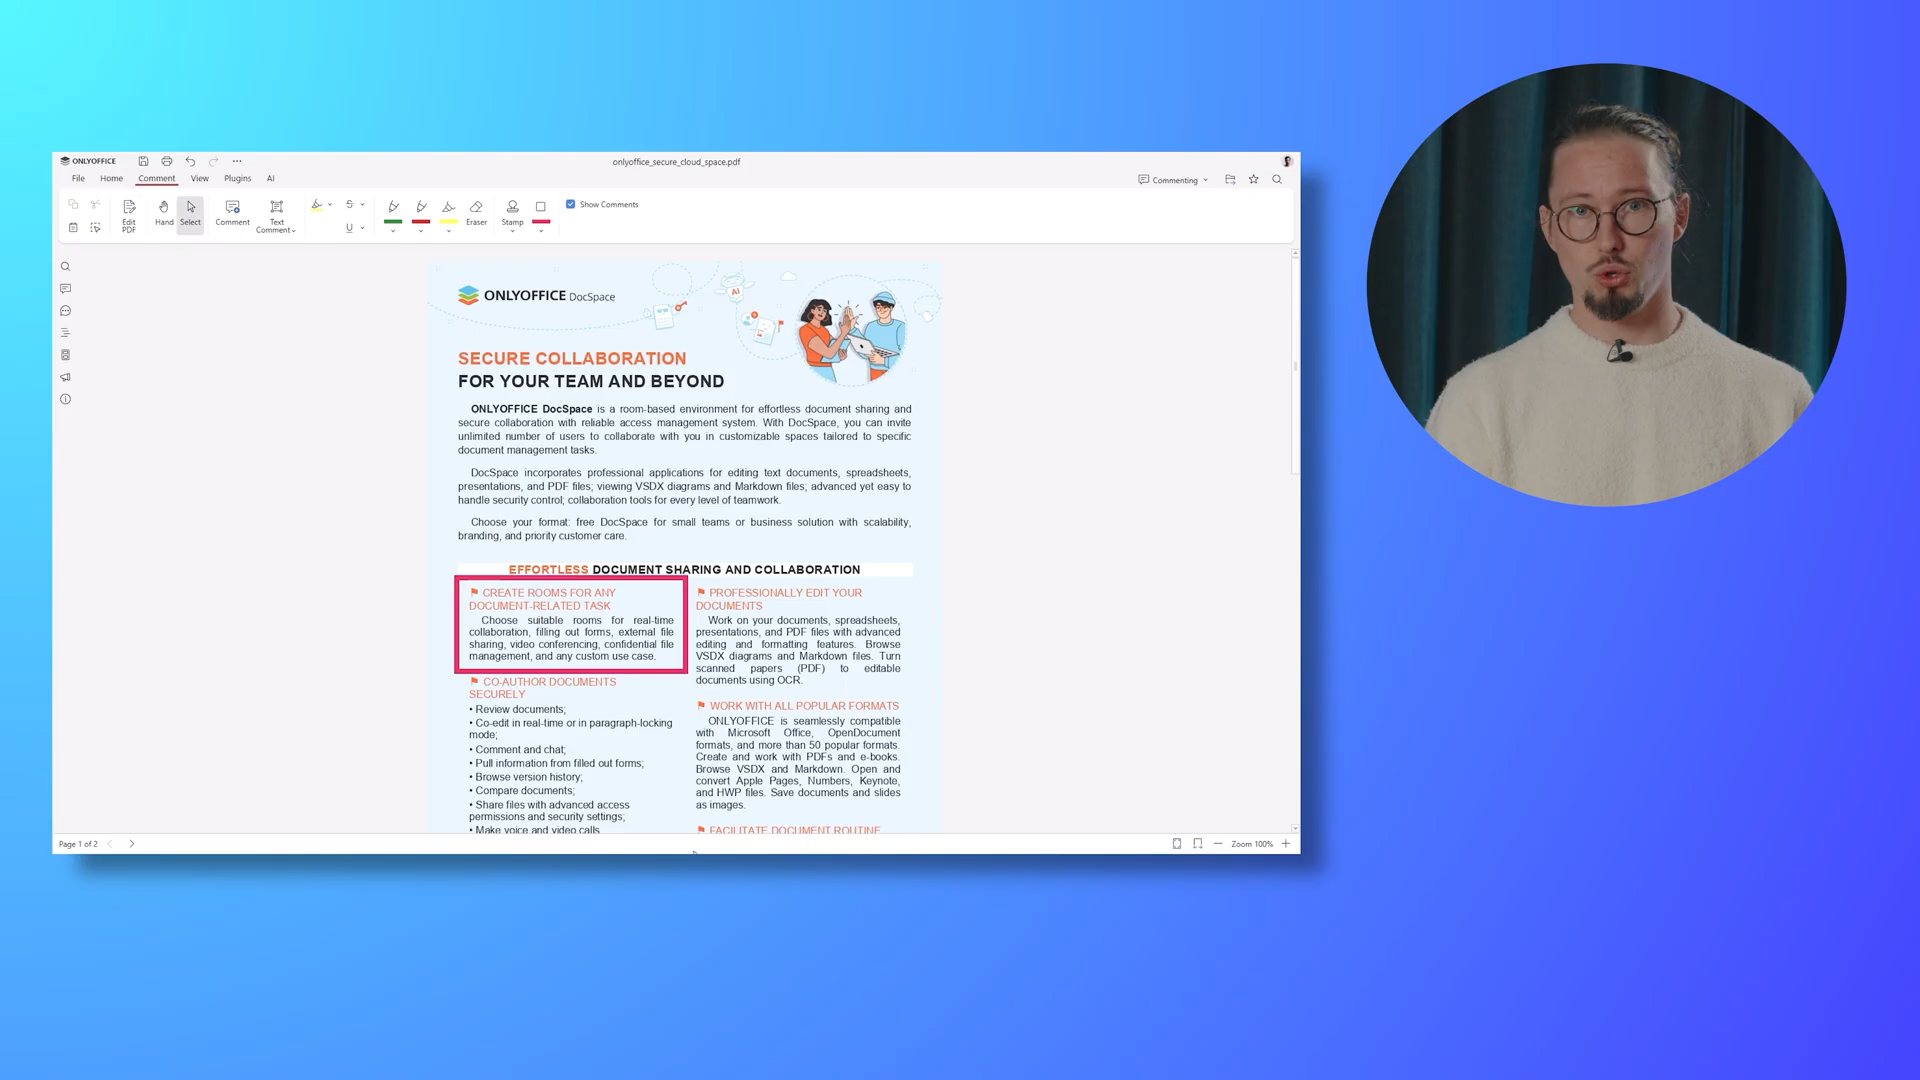 ONLYOFFICE
onlyoffice_secure_cloud_space.pdf
File Home Comment View Plugins AI
Commenting
Edit PDF
Hand
Select
Comment
Text Comment
Eraser
Stamp
Show Comments
ONLYOFFICE DocSpace
AI
SECURE COLLABORATION
FOR YOUR TEAM AND BEYOND
ONLYOFFICE DocSpace is a room-based environment for effortless document sharing and
secure collaboration with reliable access management system. With DocSpace, you can invite
unlimited number of users to collaborate with you in customizable spaces tailored to specific
document management tasks.
DocSpace incorporates professional applications for editing text documents, spreadsheets,
presentations, and PDF files; viewing VSDX diagrams and Markdown files; advanced yet easy to
handle security control; collaboration tools for every level of teamwork.
Choose your format: free DocSpace for small teams or business solution with scalability,
branding, and priority customer care.
EFFORTLESS DOCUMENT SHARING AND COLLABORATION
CREATE ROOMS FOR ANY
DOCUMENT-RELATED TASK
Choose suitable rooms for real-time
collaboration, filling out forms, external file
sharing, video conferencing, confidential file
management, and any custom use case.
CO-AUTHOR DOCUMENTS
SECURELY
• Review documents;
• Co-edit in real-time or in paragraph-locking
mode;
• Comment and chat;
• Pull information from filled out forms;
• Browse version history;
• Compare documents;
• Share files with advanced access
permissions and security settings;
• Make voice and video calls
PROFESSIONALLY EDIT YOUR
DOCUMENTS
Work on your documents, spreadsheets,
presentations, and PDF files with advanced
editing and formatting features. Browse
VSDX diagrams and Markdown files. Turn
scanned papers (PDF) to editable
documents using OCR.
WORK WITH ALL POPULAR FORMATS
ONLYOFFICE is seamlessly compatible
with Microsoft Office, OpenDocument
formats, and more than 50 popular formats.
Create and work with PDFs and e-books.
Browse VSDX and Markdown. Open and
convert Apple Pages, Numbers, Keynote,
and HWP files. Save documents and slides
as images.
FACILITATE DOCUMENT ROUTINE
Page 1 of 2
Zoom 100%